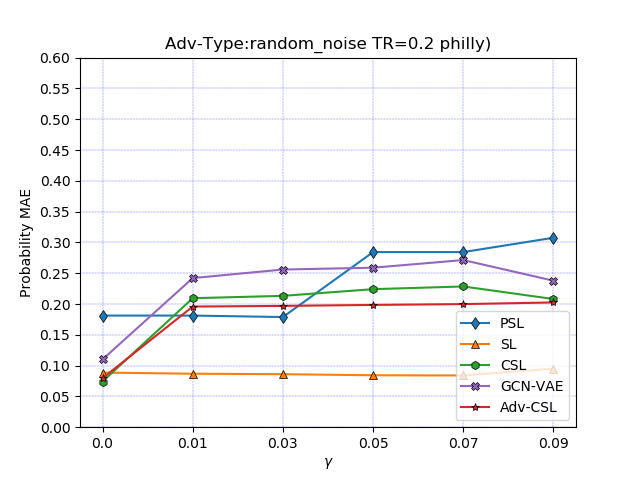 Adv-Type:random_noise TR=0.2 philly)
Probability MAE
0.60
0.55
0.50
0.45
0.40
0.35
0.30
0.25
0.20
0.15
0.10
0.05
0.00
0.0 0.01 0.03 0.05 0.07 0.09
γ
PSL
SL
CSL
GCN-VAE
Adv-CSL